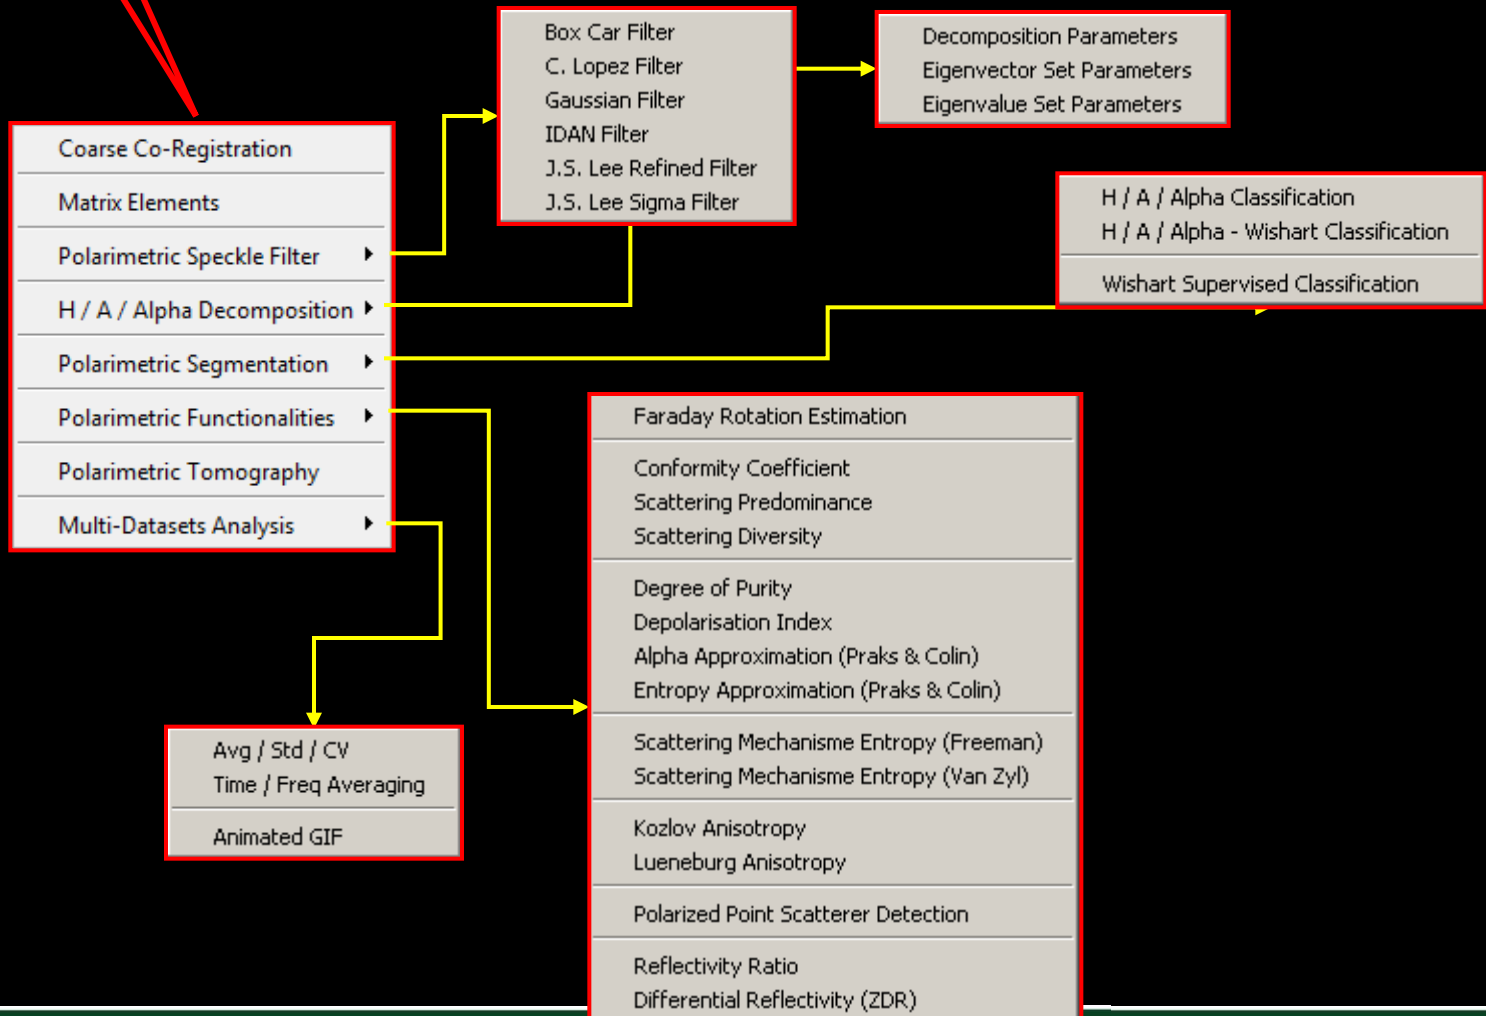 Coarse Co-Registration
Matrix Elements
Polarimetric Speckle Filter
H / A / Alpha Decomposition
Polarimetric Segmentation
Polarimetric Functionalities
Polarimetric Tomography
Multi-Datasets Analysis
Box Car Filter
C. Lopez Filter
Gaussian Filter
IDAN Filter
J.S. Lee Refined Filter
J.S. Lee Sigma Filter
Decomposition Parameters
Eigenvector Set Parameters
Eigenvalue Set Parameters
H / A / Alpha Classification
H / A / Alpha - Wishart Classification
Wishart Supervised Classification
Faraday Rotation Estimation
Conformity Coefficient
Scattering Predominance
Scattering Diversity
Degree of Purity
Depolarisation Index
Alpha Approximation (Praks & Colin)
Entropy Approximation (Praks & Colin)
Scattering Mechanisme Entropy (Freeman)
Scattering Mechanisme Entropy (Van Zyl)
Kozlov Anisotropy
Lueneburg Anisotropy
Polarized Point Scatterer Detection
Reflectivity Ratio
Differential Reflectivity (ZDR)
Avg / Std / CV
Time / Freq Averaging
Animated GIF